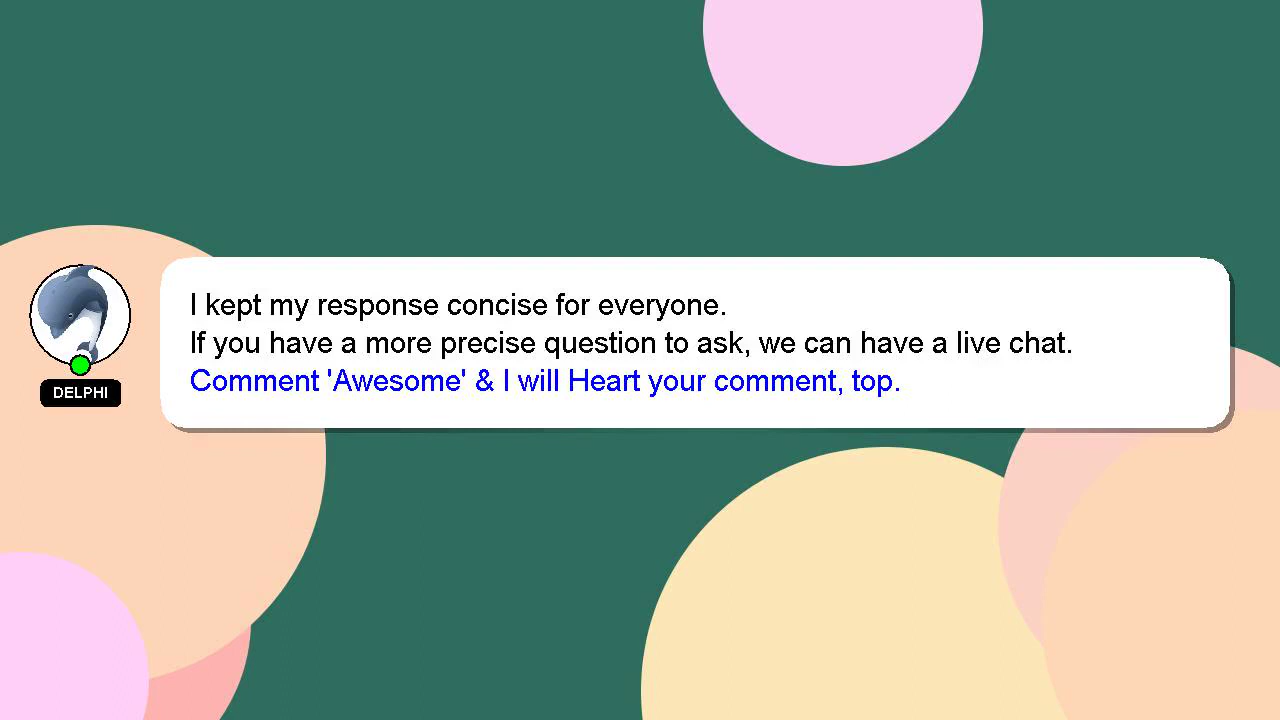 I kept my response concise for everyone.
If you have a more precise question to ask, we can have a live chat.
Comment 'Awesome' & I will Heart your comment, top.
DELPHI